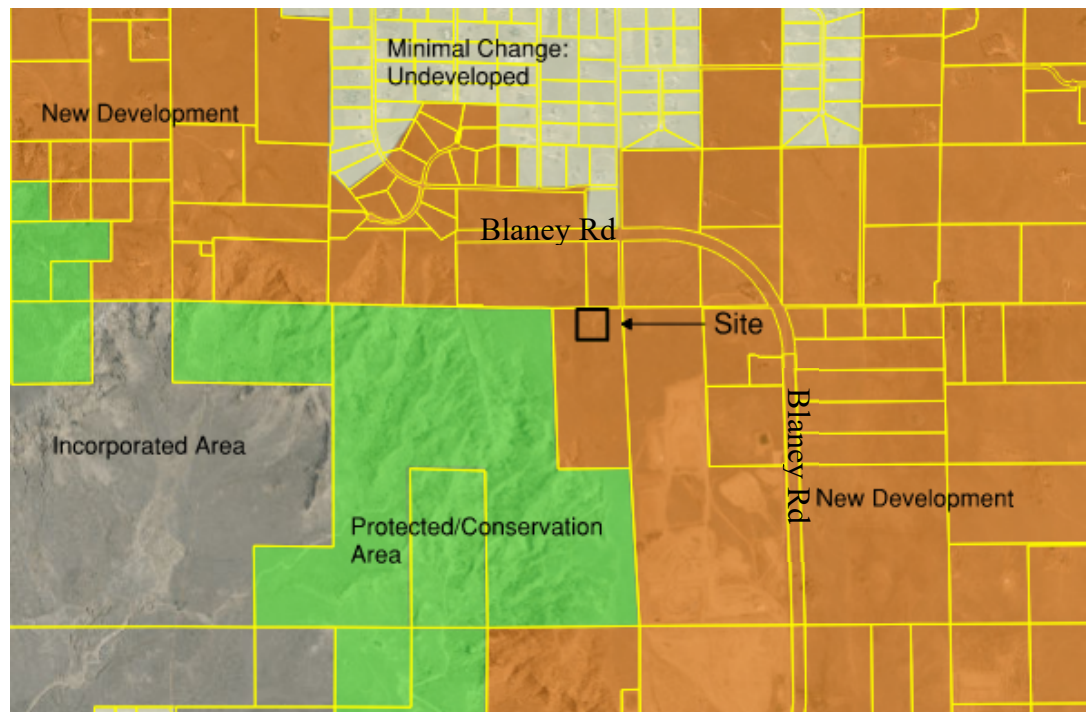 Minimal Change:
Undeveloped
New Development
Blaney Rd
Site
Blaney Rd
Incorporated Area
New Development
Protected/Conservation
Area